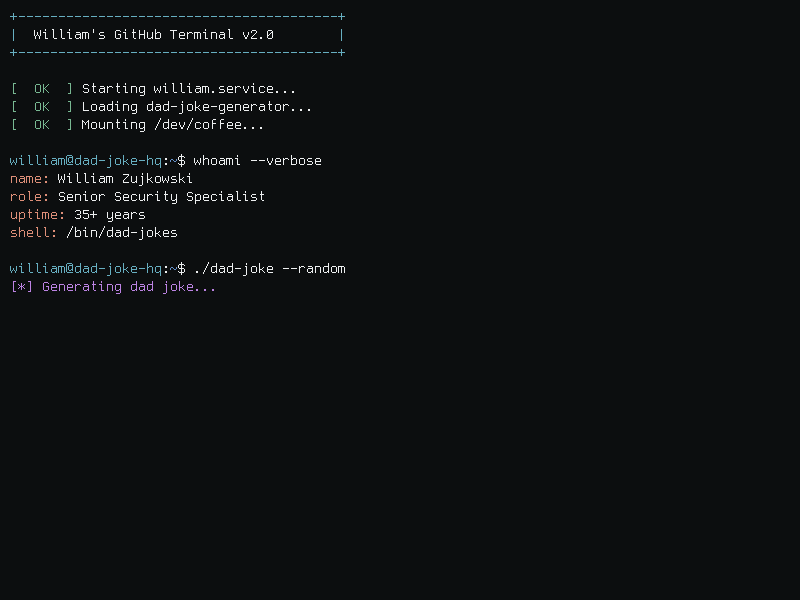 +----------------------------------------+
|  William's GitHub Terminal v2.0        |
+----------------------------------------+
[  OK  ] Starting william.service...
[  OK  ] Loading dad-joke-generator...
[  OK  ] Mounting /dev/coffee...
william@dad-joke-hq:~$ whoami --verbose
name: William Zujkowski
role: Senior Security Specialist
uptime: 35+ years
shell: /bin/dad-jokes
william@dad-joke-hq:~$ ./dad-joke --random
[*] Generating dad joke...